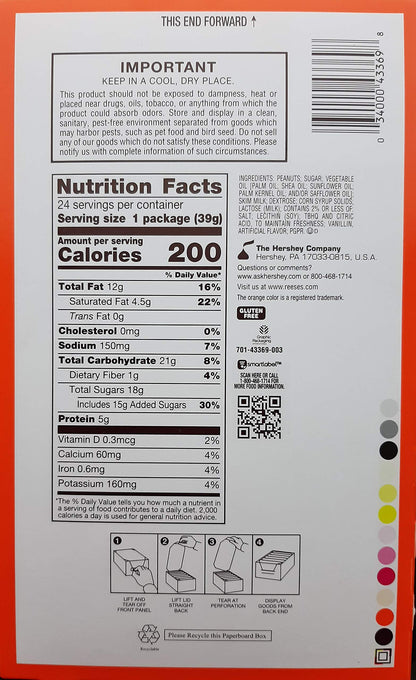 THIS END FORWARD ↑
IMPORTANT
KEEP IN A COOL, DRY PLACE.
This product should not be exposed to dampness, heat or
placed near drugs, oils, tobacco, or anything from which the
product could absorb odors. Store and display in a clean,
sanitary, pest-free environment separated from goods which
may harbor pests, such as pet food and bird seed. Do not sell
any of our goods which do not satisfy these conditions. Please
notify us with complete information of such circumstances.
0 34000 43369 8
Nutrition Facts
24 servings per container
Serving size 1 package (39g)
Amount per serving
Calories 200
% Daily Value*
Total Fat 12g 16%
Saturated Fat 4.5g 22%
Trans Fat 0g
Cholesterol 0mg 0%
Sodium 150mg 7%
Total Carbohydrate 21g 8%
Dietary Fiber 1g 4%
Total Sugars 18g
Includes 15g Added Sugars 30%
Protein 5g
Vitamin D 0.3mcg 2%
Calcium 60mg 4%
Iron 0.6mg 4%
Potassium 160mg 4%
*The % Daily Value tells you how much a nutrient in
a serving of food contributes to a daily diet. 2,000
calories a day is used for general nutrition advice.
INGREDIENTS: PEANUTS; SUGAR; VEGETABLE
OIL [PALM OIL; SHEA OIL; SUNFLOWER OIL;
PALM KERNEL OIL; AND/OR SAFFLOWER OIL];
SKIM MILK; DEXTROSE; CORN SYRUP SOLIDS;
LACTOSE (MILK); CONTAINS 2% OR LESS OF:
SALT; LECITHIN (SOY); TBHQ AND CITRIC
ACID, TO MAINTAIN FRESHNESS; VANILLIN,
ARTIFICIAL FLAVOR; PGPR. Ⓤ D
The Hershey Company
Hershey, PA 17033-0815, U.S.A.
Questions or comments?
www.askhershey.com or 800-468-1714
Visit us at www.reeses.com
The orange color is a registered trademark.
GLUTEN
FREE
Graphic
Packaging
701-43369-003
smartlabel™
SCAN HERE OR CALL
1-800-468-1714 FOR
MORE FOOD INFORMATION.
1
2
3
4
LIFT AND
TEAR OFF
FRONT PANEL
LIFT LID
STRAIGHT
BACK
TEAR AT
PERFORATION
DISPLAY
GOODS FROM
BACK END
Recyclable
Please Recycle this Paperboard Box